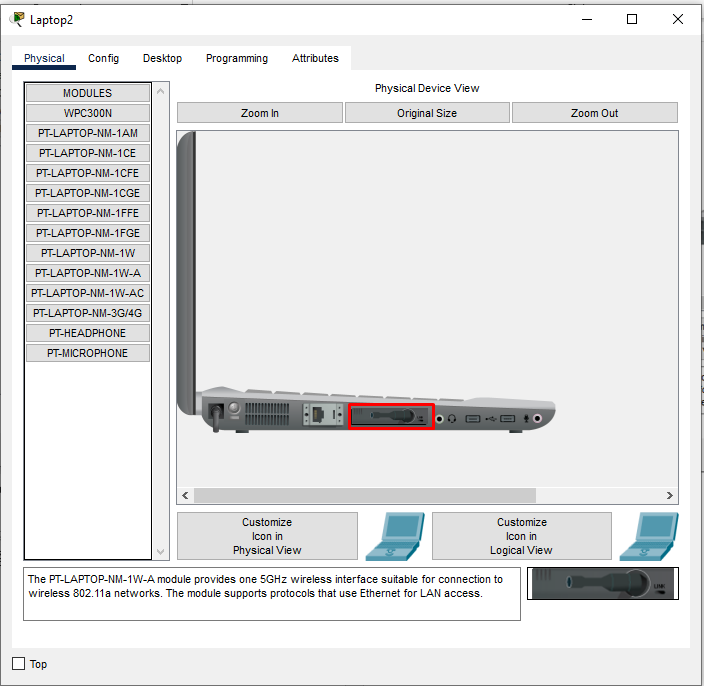 Laptop2
Physical
Config
Desktop
Programming
Attributes
MODULES
WPC300N
PT-LAPTOP-NM-1AM
PT-LAPTOP-NM-1CE
PT-LAPTOP-NM-1CFE
PT-LAPTOP-NM-1CGE
PT-LAPTOP-NM-1FFE
PT-LAPTOP-NM-1FGE
PT-LAPTOP-NM-1W
PT-LAPTOP-NM-1W-A
PT-LAPTOP-NM-1W-AC
PT-LAPTOP-NM-3G/4G
PT-HEADPHONE
PT-MICROPHONE
Physical Device View
Zoom In
Original Size
Zoom Out
Customize
Icon in
Physical View
Customize
Icon in
Logical View
The PT-LAPTOP-NM-1W-A module provides one 5GHz wireless interface suitable for connection to
wireless 802.11a networks. The module supports protocols that use Ethernet for LAN access.
LINK
Top